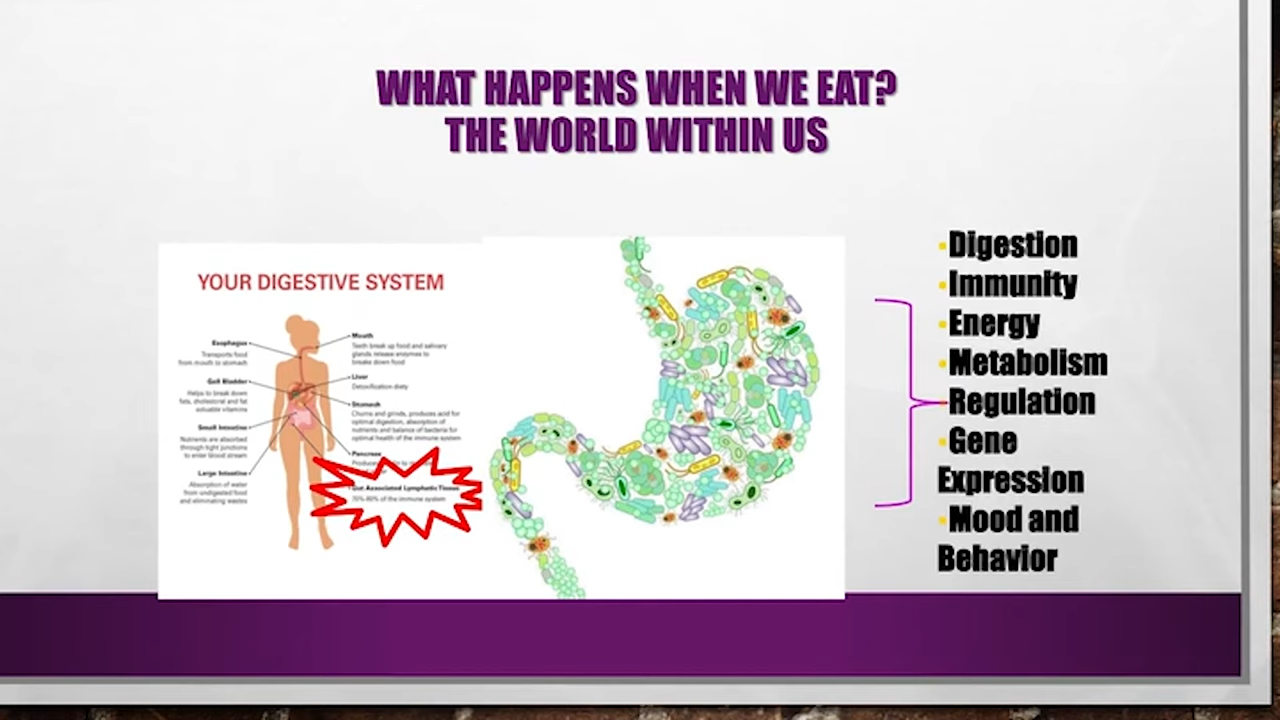 WHAT HAPPENS WHEN WE EAT?
THE WORLD WITHIN US
YOUR DIGESTIVE SYSTEM
Esophagus
Transports food
from mouth to stomach
Gall Bladder
Helps to break down
fats, cholesterol and fat
soluable vitamins
Small Intestine
Nutrients are absorbed
through tight junctions
to enter blood stream
Large Intestine
Absorption of water
from undigested food
and eliminating wastes
Mouth
Teeth break up food and salivary
glands release enzymes to
breake down food
Liver
Detoxification diety
Stomach
Churns and grinds, produces acid for
optimal digestion, absorption of
nutrients and balance of bacteria for
optimal health of the immune system
Pancreas
Gut Associated Lymphatic Tissue
70%-80% of the immune system
•Digestion
•Immunity
•Energy
•Metabolism
•Regulation
•Gene
Expression
•Mood and
Behavior